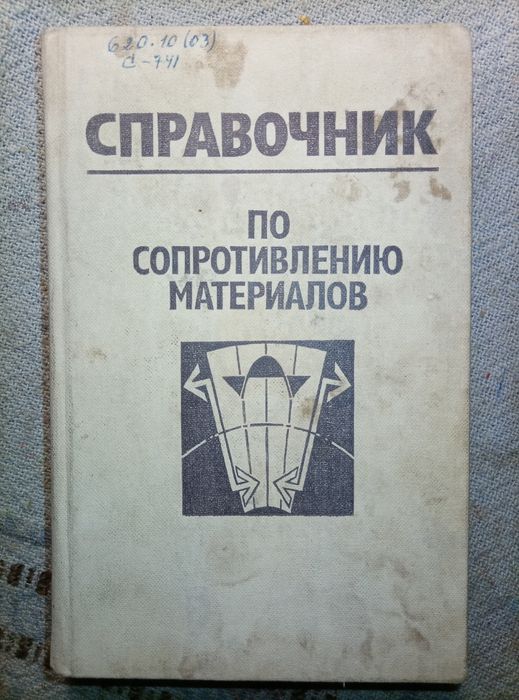 620.10 (03)
С-741
СПРАВОЧНИК
ПО
СОПРОТИВЛЕНИЮ
МАТЕРИАЛОВ